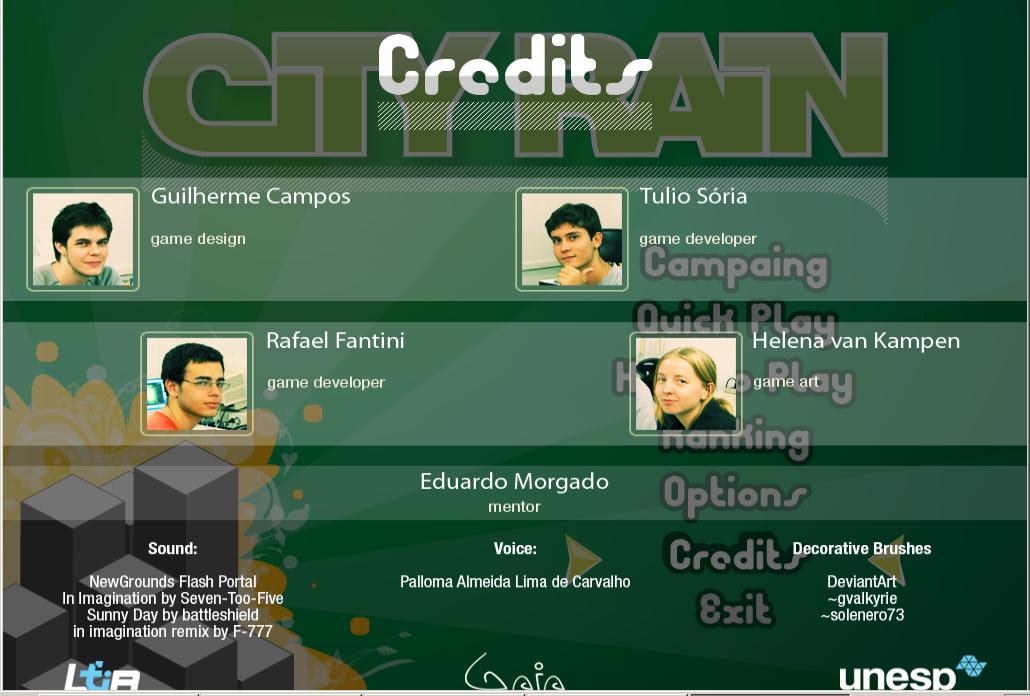 CITY RAIN
Credits
Guilherme Campos
game design
Tulio Sória
game developer
Campaing
Quick Play
Rafael Fantini
game developer
Helena van Kampen
game art
Play
Ranking
Options
Eduardo Morgado
mentor
Credits
Exit
Sound:
NewGrounds Flash Portal
In Imagination by Seven-Too-Five
Sunny Day by battleshield
in imagination remix by F-777
Voice:
Palloma Almeida Lima de Carvalho
Decorative Brushes
DeviantArt
~gvalkyrie
~solenero73
LTIA
Gaia
unesp